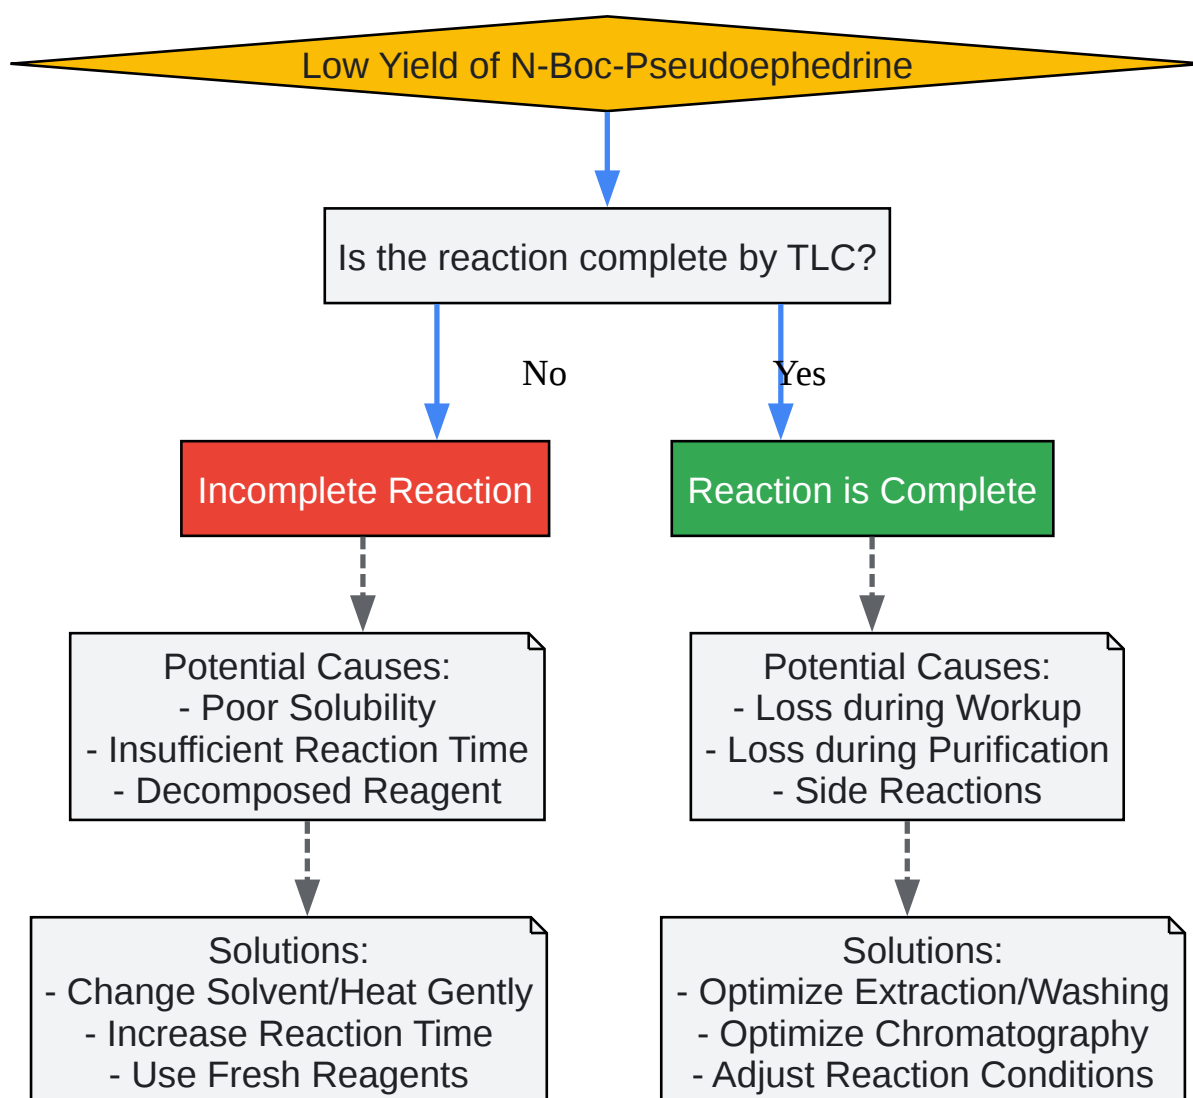 Low Yield of N-Boc-Pseudoephedrine
Is the reaction complete by TLC?
No
Yes
Incomplete Reaction
Reaction is Complete
Potential Causes:
- Poor Solubility
- Insufficient Reaction Time
- Decomposed Reagent
Potential Causes:
- Loss during Workup
- Loss during Purification
- Side Reactions
Solutions:
- Change Solvent/Heat Gently
- Increase Reaction Time
- Use Fresh Reagents
Solutions:
- Optimize Extraction/Washing
- Optimize Chromatography
- Adjust Reaction Conditions